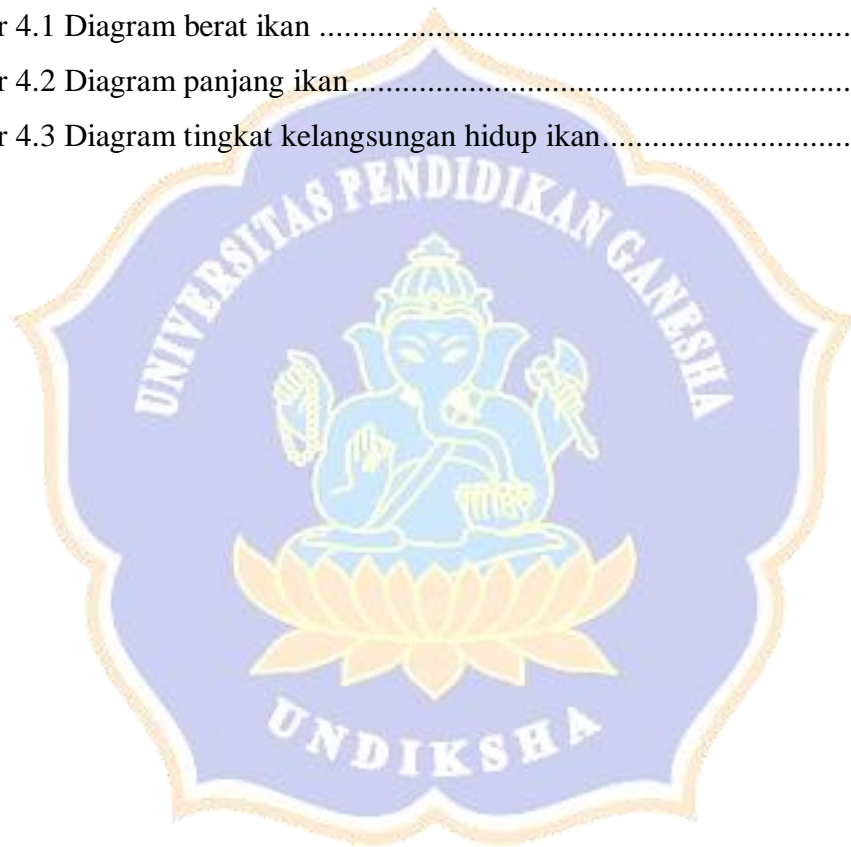 r 4.1 Diagram berat ikan ....................................................................
r 4.2 Diagram panjang ikan ................................................................
r 4.3 Diagram tingkat kelangsungan hidup ikan...............................
UNIVERSITAS PENDIDIKAN GANESHA
UNDIKSHA